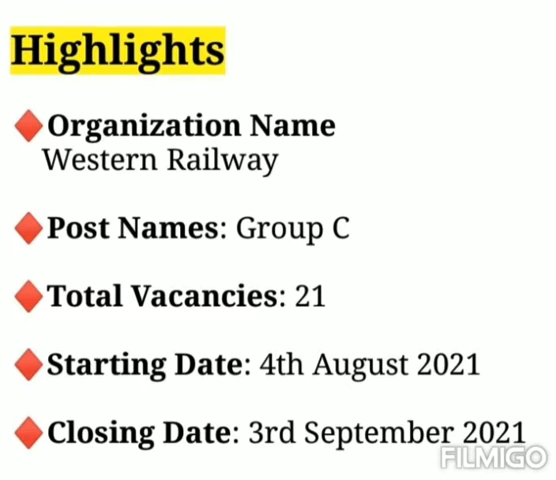 Highlights
Organization Name
Western Railway
Post Names: Group C
Total Vacancies: 21
Starting Date: 4th August 2021
Closing Date: 3rd September 2021
FILMIGO